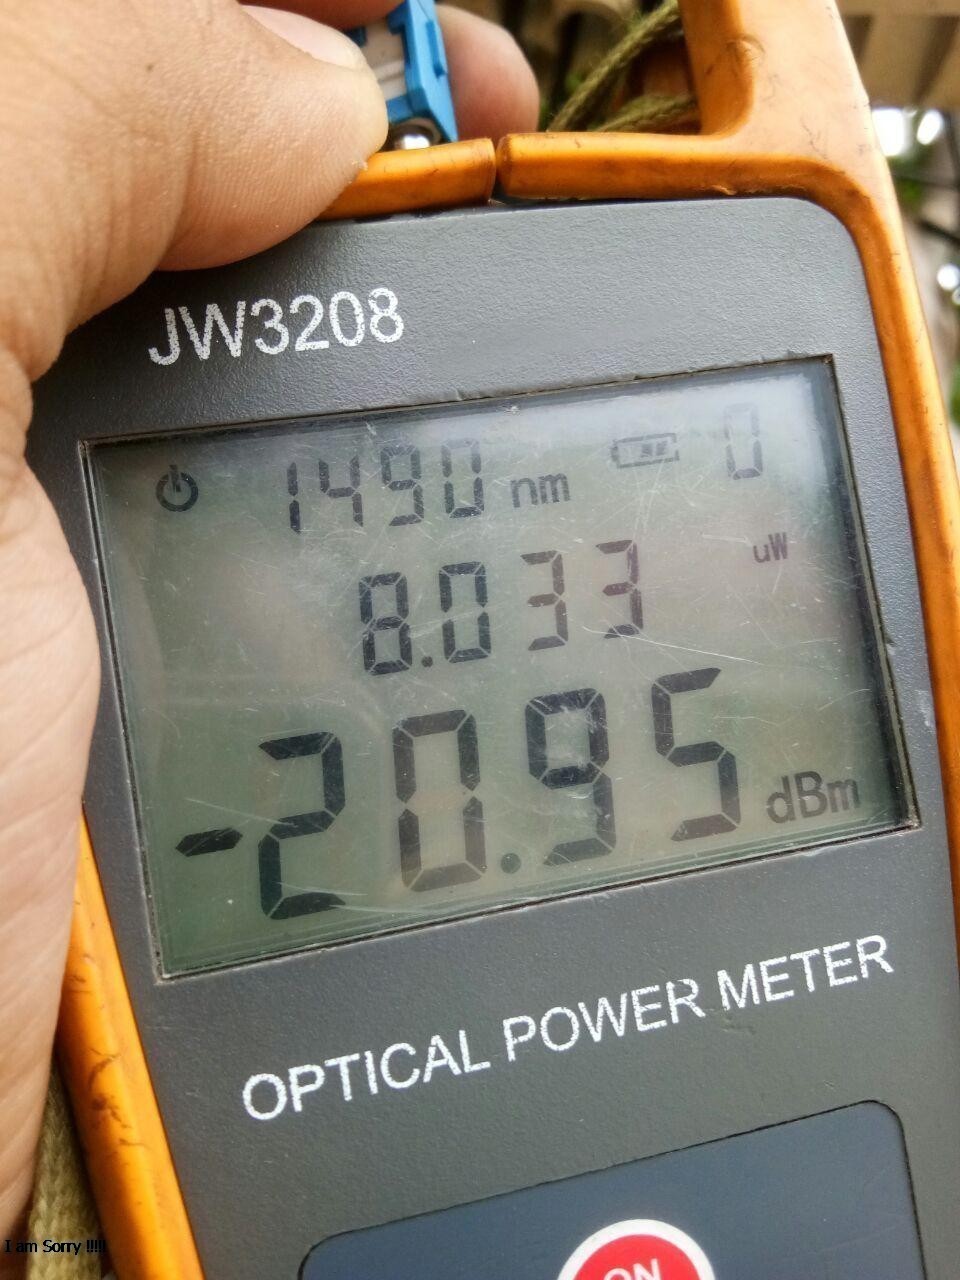 JW3208
1490 nm 0
8.033 uW
-20.95 dBm
OPTICAL POWER METER
ON
I am Sorry !!!!!